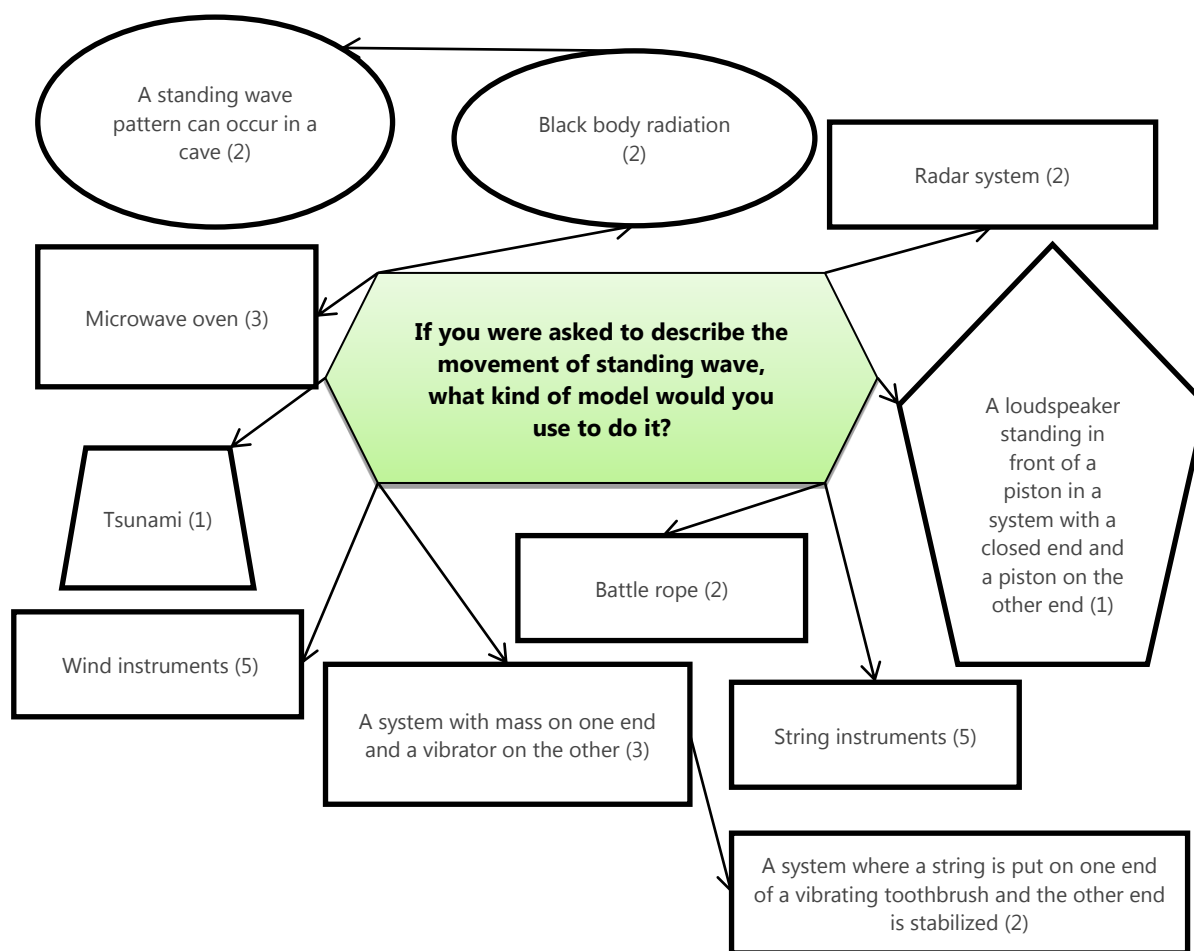 A standing wave
pattern can occur in a
cave (2)
Black body radiation
(2)
Radar system (2)
Microwave oven (3)
If you were asked to describe the
movement of standing wave,
what kind of model would you
use to do it?
A loudspeaker
standing in
front of a
piston in a
system with a
closed end and
a piston on the
other end (1)
Tsunami (1)
Battle rope (2)
Wind instruments (5)
A system with mass on one end
and a vibrator on the other (3)
String instruments (5)
A system where a string is put on one end
of a vibrating toothbrush and the other end
is stabilized (2)